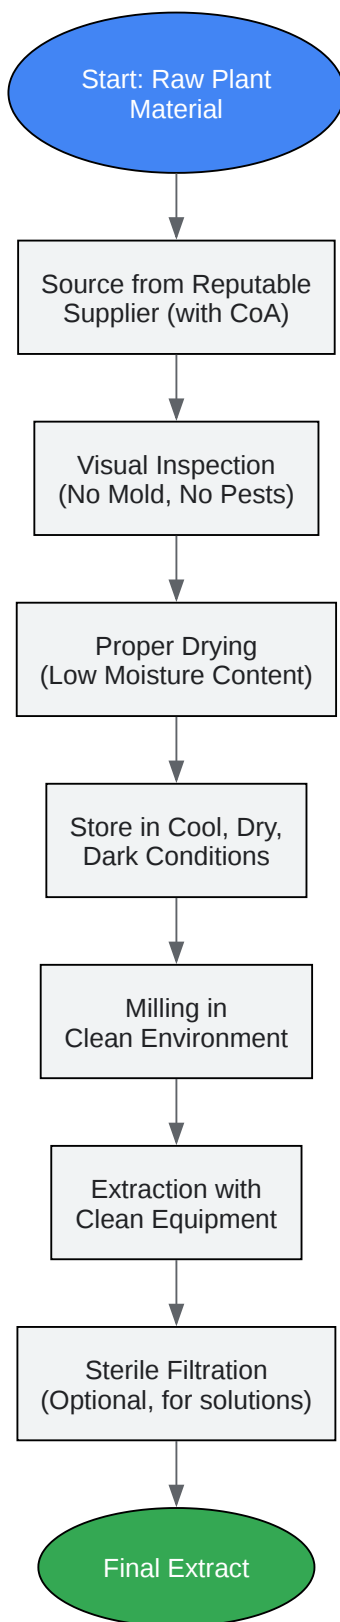 Start: Raw Plant
Material
Source from Reputable
Supplier (with CoA)
Visual Inspection
(No Mold, No Pests)
Proper Drying
(Low Moisture Content)
Store in Cool, Dry,
Dark Conditions
Milling in
Clean Environment
Extraction with
Clean Equipment
Sterile Filtration
(Optional, for solutions)
Final Extract